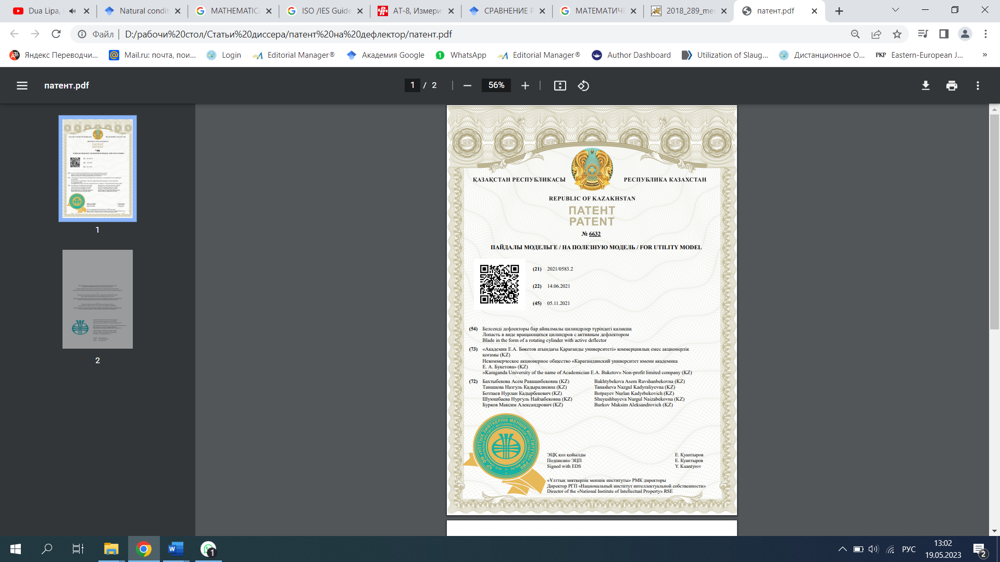 Dua Lipa,
Natural condit
MATHEMATICA
ISO /IES Guide
АТ-8, Измери
СРАВНЕНИЕ Р
МАТЕМАТИЧЕ
2018_289_mes
патент.pdf
Файл
D:/рабочи%20стол/Статьи%20диссера/патент%20на%20дефлектор/патент.pdf
Яндекс Переводчи...
Mail.ru: почта, пои...
Login
Editorial Manager®
Академия Google
WhatsApp
Editorial Manager®
Author Dashboard
Utilization of Slaug...
Дистанционное О...
PKP
Eastern-European J...
»
патент.pdf
1 / 2
56%
1
2
ҚАЗАҚСТАН РЕСПУБЛИКАСЫ
РЕСПУБЛИКА КАЗАХСТАН
REPUBLIC OF KAZAKHSTAN
ПАТЕНТ
PATENT
№ 6632
ПАЙДАЛЫ МОДЕЛЬГЕ / НА ПОЛЕЗНУЮ МОДЕЛЬ / FOR UTILITY MODEL
(21) 2021/0583.2
(22) 14.06.2021
(45) 05.11.2021
(54) Белсенді дефлекторы бар айналмалы цилиндрлер түріндегі қалақша
Лопасть в виде вращающихся цилиндров с активным дефлектором
Blade in the form of a rotating cylinder with active deflector
(73) «Академик Е.А. Бөкетов атындағы Қарағанды университеті» коммерциялық емес акционерлік
қоғамы (KZ)
Некоммерческое акционерное общество «Карагандинский университет имени академика
Е. А. Букетова» (KZ)
«Karaganda University of the name of Academician E.A. Buketov» Non-profit limited company (KZ)
(72) Бахтыбекова Асем Равшанбековна (KZ)
Танашева Назгуль Кадыралиевна (KZ)
Ботпаев Нурлан Кадырбекович (KZ)
Шуюшбаева Нургуль Найзабековна (KZ)
Бурков Максим Александрович (KZ)
Bakhtybekova Asem Ravshanbekovna (KZ)
Tanasheva Nazgul Kadyraliyevna (KZ)
Botpayev Nurlan Kadyrbekovich (KZ)
Shuyushbayeva Nurgul Naizabekovna (KZ)
Burkov Maksim Aleksandrovich (KZ)
ЭЦҚ қол қойылды
Подписано ЭЦП
Signed with EDS
Е. Қуантыров
Е. Куантыров
Y. Kuantyrov
«Ұлттық зияткерлік меншік институты» РМК директоры
Директор РГП «Национальный институт интеллектуальной собственности»
Director of the «National Institute of Intellectual Property» RSE
W
1
РУС
13:02
19.05.2023
2